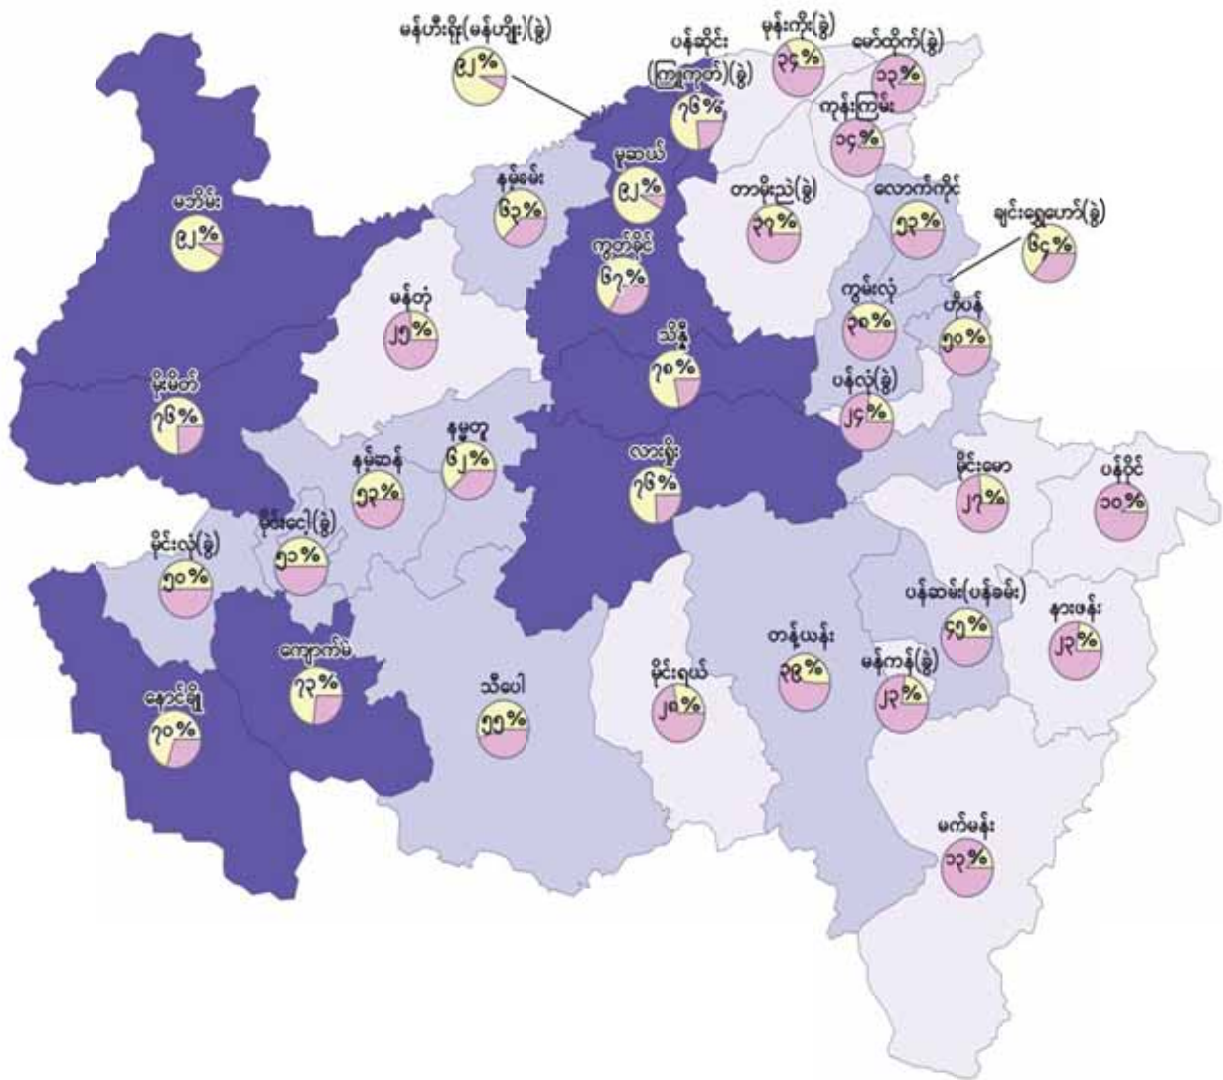 မန်ဟီးရိုး(မန်ဟျိုး)(ခွဲ)
၉၂%
ပန်ဆိုင်း
(ကြူကုတ်)(ခွဲ)
၇၆%
မုန်းကိုး(ခွဲ)
၃၄%
မော်ထိုက်(ခွဲ)
၁၃%
ကုန်းကြမ်း
၁၄%
မူဆယ်
၉၂%
နမ့်ခမ်း
၆၃%
တာမိုးညဲ(ခွဲ)
၃၇%
လောက်ကိုင်
၅၃%
ချင်းရွှေဟော်(ခွဲ)
၆၄%
မဘိမ်း
၉၂%
ကွတ်ခိုင်
၆၇%
မန်တုံ
၂၅%
ကွမ်းလုံ
၃၈%
ဟိုပန်
၅၀%
သိန္နီ
၇၈%
မိုးမိတ်
၇၆%
ပန်လုံ(ခွဲ)
၂၄%
နမ္မတူ
၆၂%
နမ့်ဆန်
၅၃%
လားရှိုး
၇၆%
မိုင်းမော
၂၇%
ပန်ဝိုင်
၁၀%
မိုင်းလုံ(ခွဲ)
၅၀%
မိုင်းငေါ့(ခွဲ)
၅၁%
ပန်ဆမ်း(ပန်ခမ်း)
၄၅%
နားဖန်း
၂၃%
ကျောက်မဲ
၇၃%
တန့်ယန်း
၃၉%
မန်ကန်(ခွဲ)
၂၃%
နောင်ချို
၇၀%
သီပေါ
၅၅%
မိုင်းရယ်
၂၈%
မက်မန်း
၁၃%